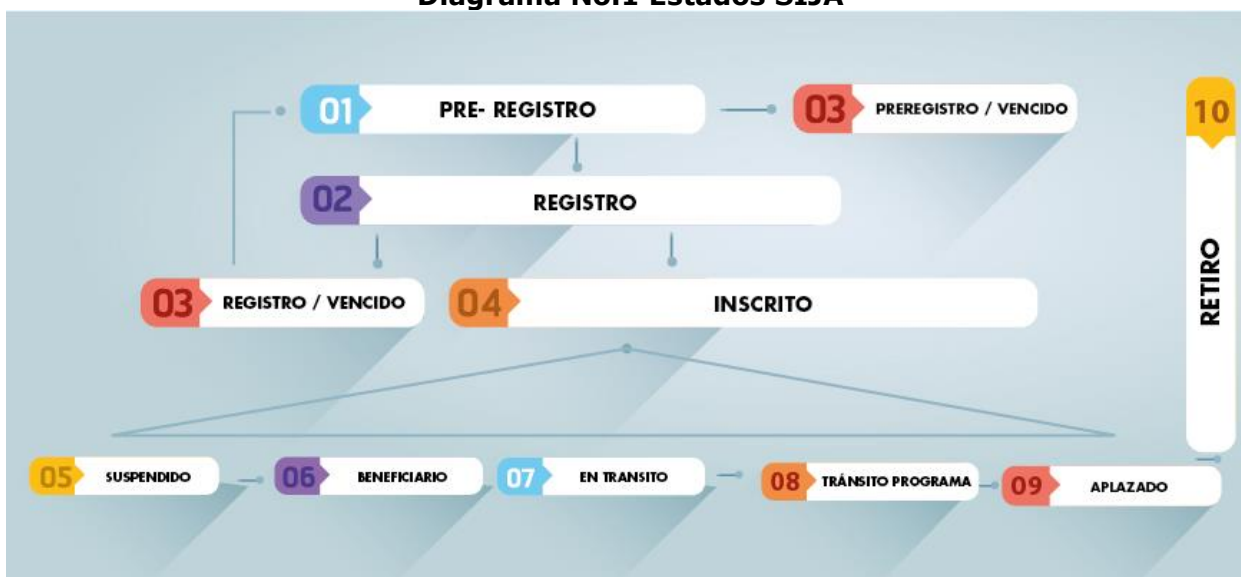 Diagrama No.1 Estados SIJA
01 PRE- REGISTRO
03 PREREGISTRO / VENCIDO
10 RETIRO
02 REGISTRO
03 REGISTRO / VENCIDO
04 INSCRITO
05 SUSPENDIDO
06 BENEFICIARIO
07 EN TRANSITO
08 TRÁNSITO PROGRAMA
09 APLAZADO